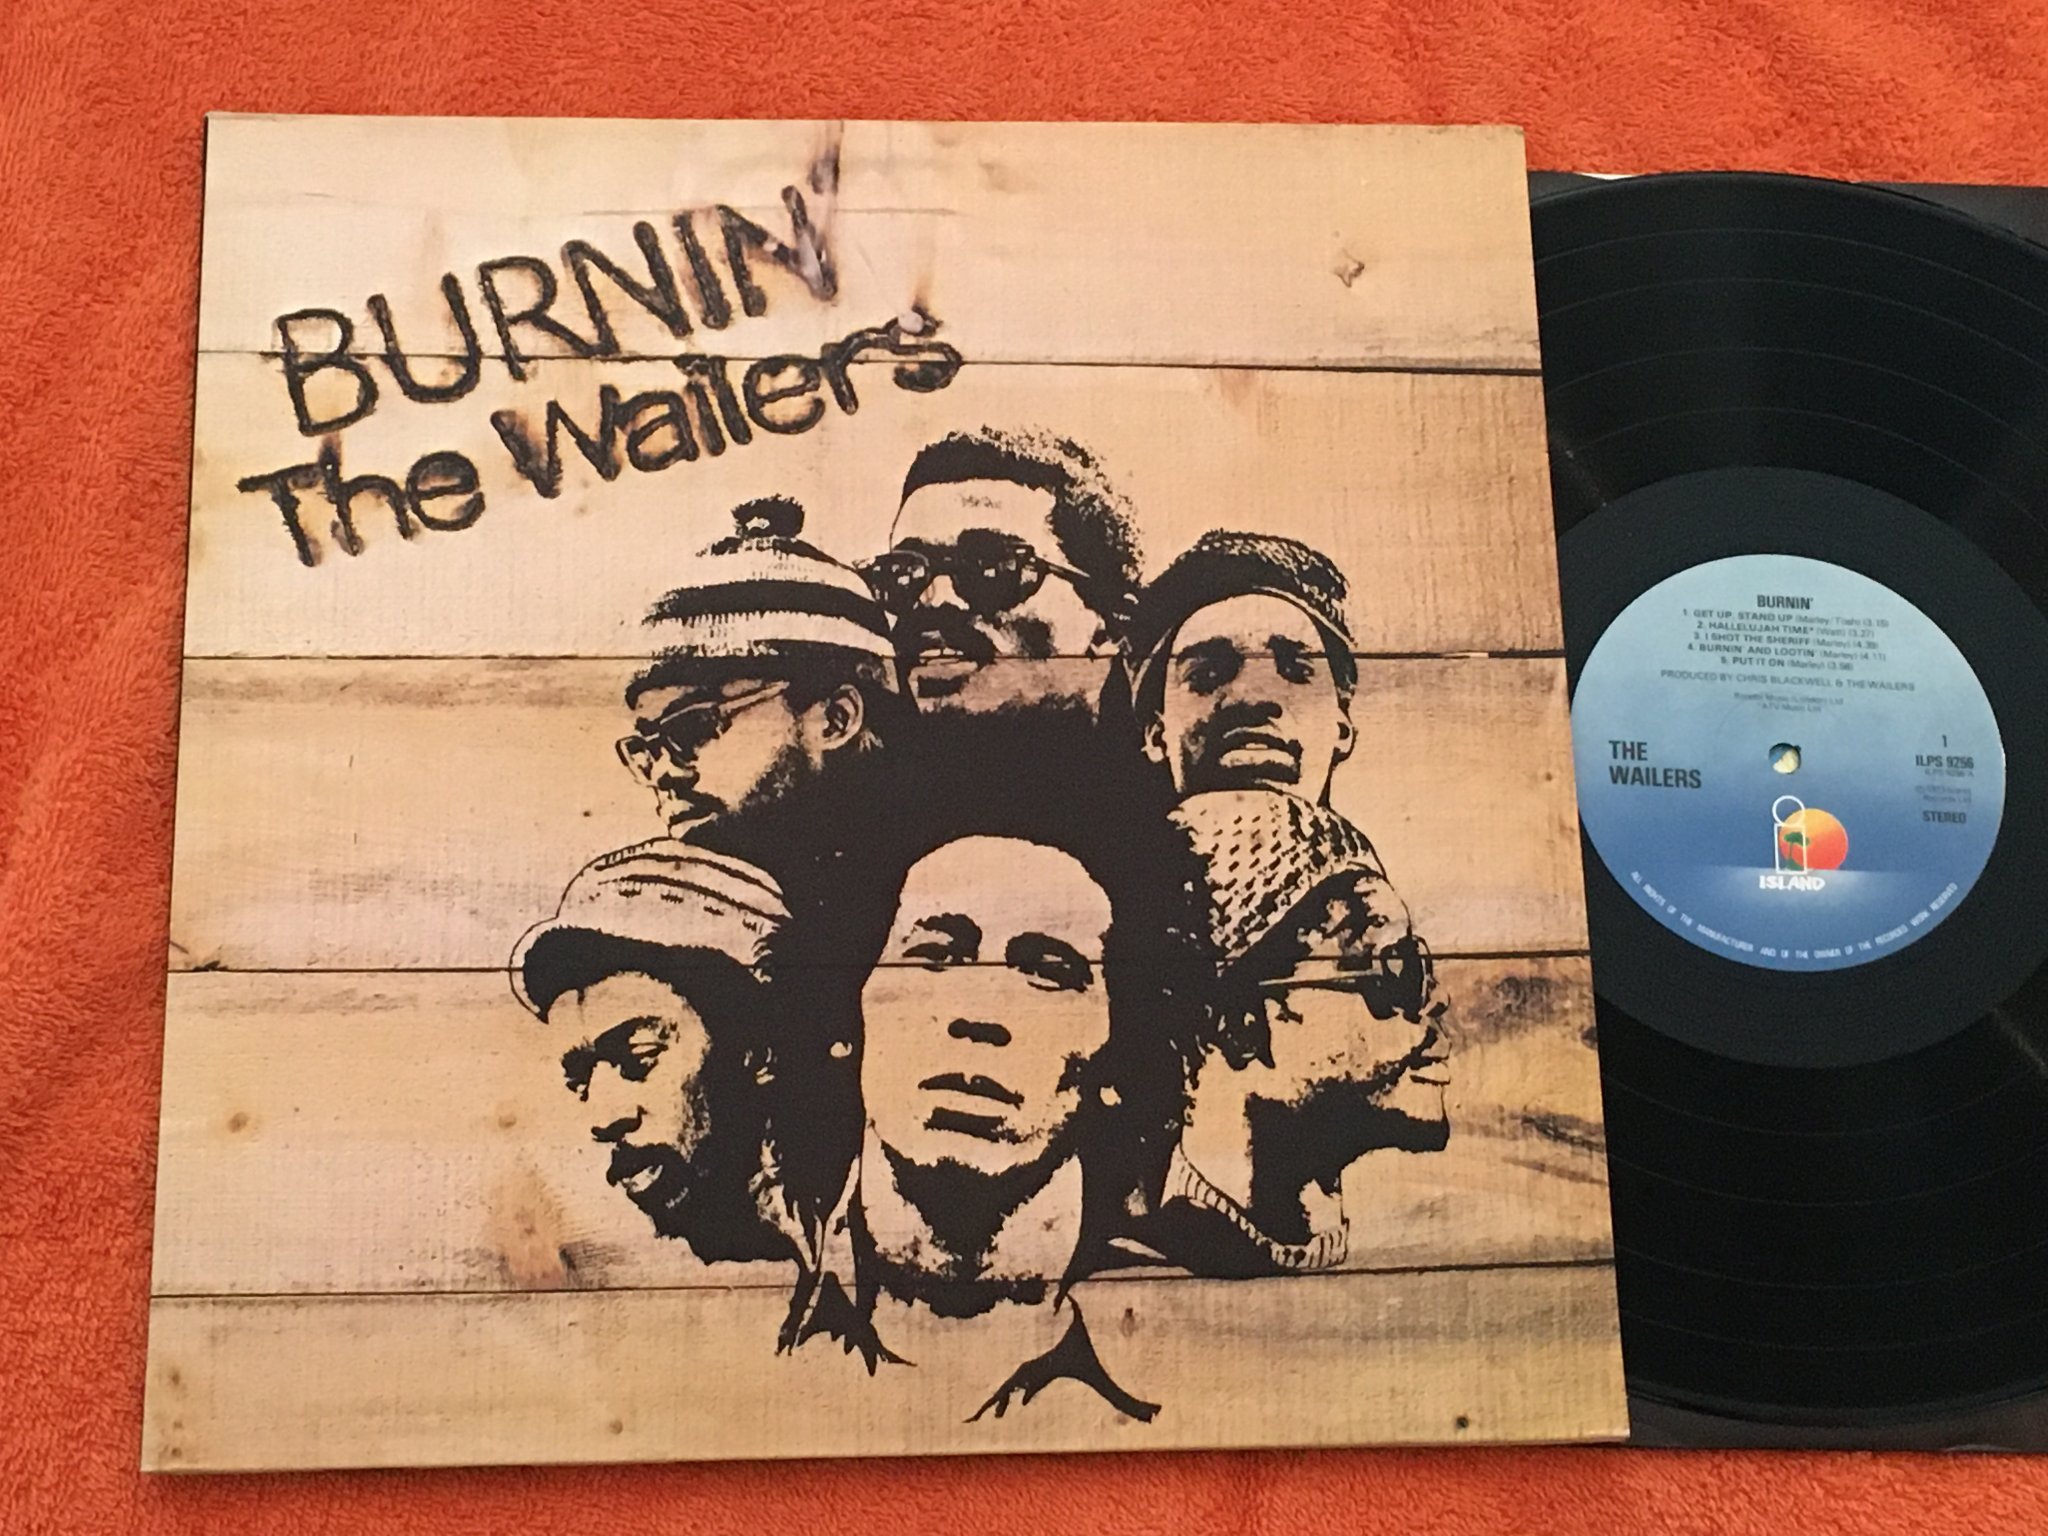 BURNIN'
The Wailers
BURNIN'
1. GET UP, STAND UP (Marley/Tosh) (3.15)
2. HALLELUJAH TIME* (Watt) (3.27)
3. I SHOT THE SHERIFF (Marley) (4.39)
4. BURNIN' AND LOOTIN' (Marley) (4.11)
5. PUT IT ON (Marley) (3.58)
PRODUCED BY CHRIS BLACKWELL & THE WAILERS
*ATV Music Ltd
THE
WAILERS
1
ILPS 9256
STEREO
ISLAND
ALL RIGHTS OF THE MANUFACTURER AND OF THE OWNER OF THE RECORDED WORK RESERVED